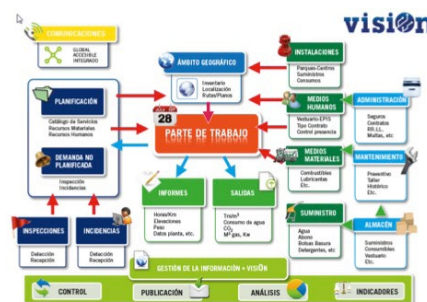 visiOn
COMUNICACIONES
GLOBAL
ACCESIBLE
INTEGRADO
ÁMBITO GEOGRÁFICO
Inventario
Localización
Rutas/Planos
INSTALACIONES
Parques-Centros
Suministros
Consumos
PLANIFICACIÓN
Catálogo de Servicios
Recursos Materiales
Recursos Humanos
DEMANDA NO
PLANIFICADA
Inspección
Incidencias
28
PARTE DE TRABAJO
MEDIOS
HUMANOS
Vestuario-EPIS
Tipo Contrato
Control presencia
ADMINISTRACIÓN
Seguros
Contratos
RR.LL.
Multas, etc
MEDIOS
MATERIALES
Combustibles
Lubricantes
Etc.
MANTENIMIENTO
Preventivo
Taller
Histórico
Etc.
INFORMES
Horas/Km
Elevaciones
Peso
Datos planta, etc.
SALIDAS
Tn/m³
Consumo de agua
CO₂
M³ gas, Kw
SUMINISTRO
Agua
Abono
Bolsas Basura
Detergentes, etc
ALMACÉN
Suministros
Consumibles
Vestuario
Etc.
INSPECCIONES
Detección
Recepción
INCIDENCIAS
Detección
Recepción
GESTIÓN DE LA INFORMACIÓN • VISIÓN
CONTROL
PUBLICACIÓN
ANÁLISIS
INDICADORES